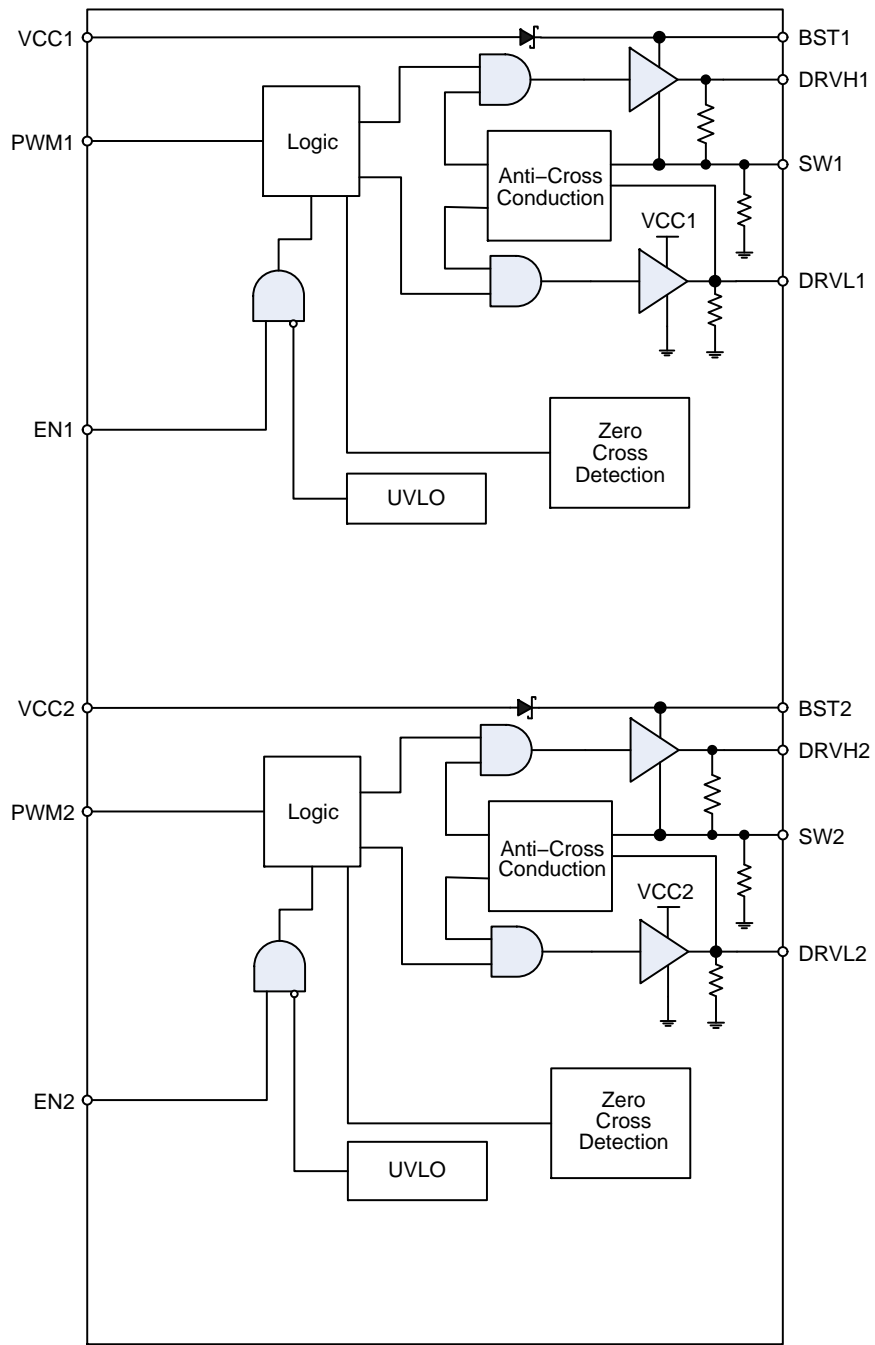 VCC1
BST1
DRVH1
PWM1
Logic
Anti−Cross
Conduction
SW1
VCC1
DRVL1
EN1
Zero
Cross
Detection
UVLO
VCC2
BST2
DRVH2
PWM2
Logic
Anti−Cross
Conduction
SW2
VCC2
DRVL2
EN2
Zero
Cross
Detection
UVLO